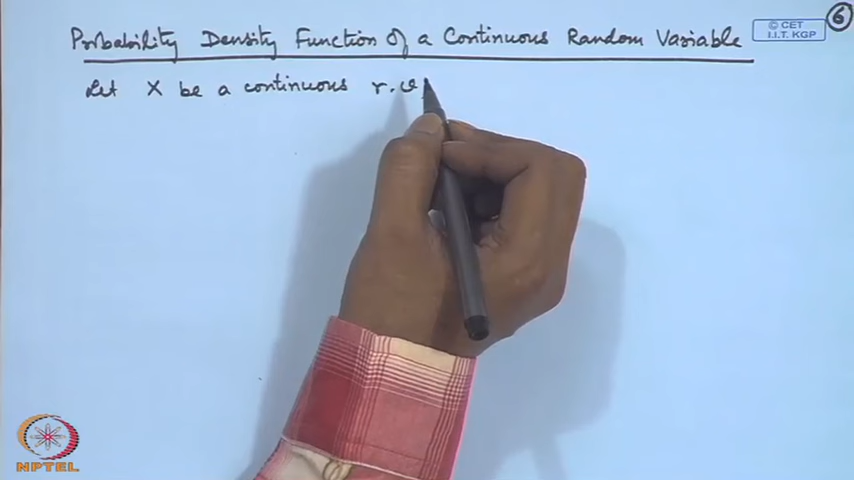 Probability Density Function of a Continuous Random Variable
© CET
I.I.T. KGP
6
Let X be a continuous r.v
NPTEL